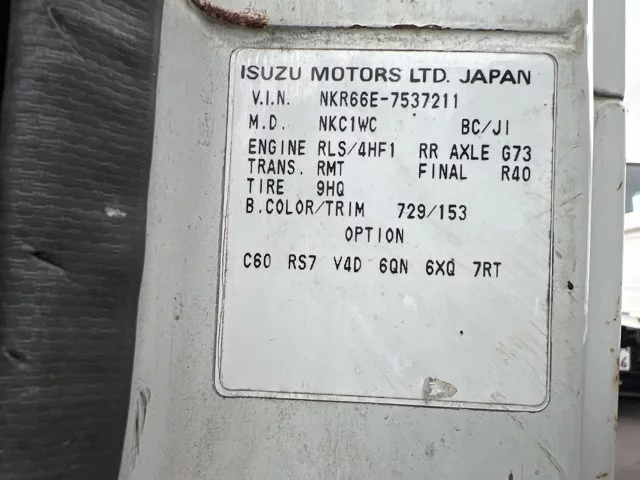 ISUZU MOTORS LTD. JAPAN
V.I.N. NKR66E-7537211
M.D. NKC1WC BC/JI
ENGINE RLS/4HF1 RR AXLE G73
TRANS. RMT FINAL R40
TIRE 9HQ
B.COLOR/TRIM 729/153
OPTION
C60 RS7 V4D 6QN 6XQ 7RT